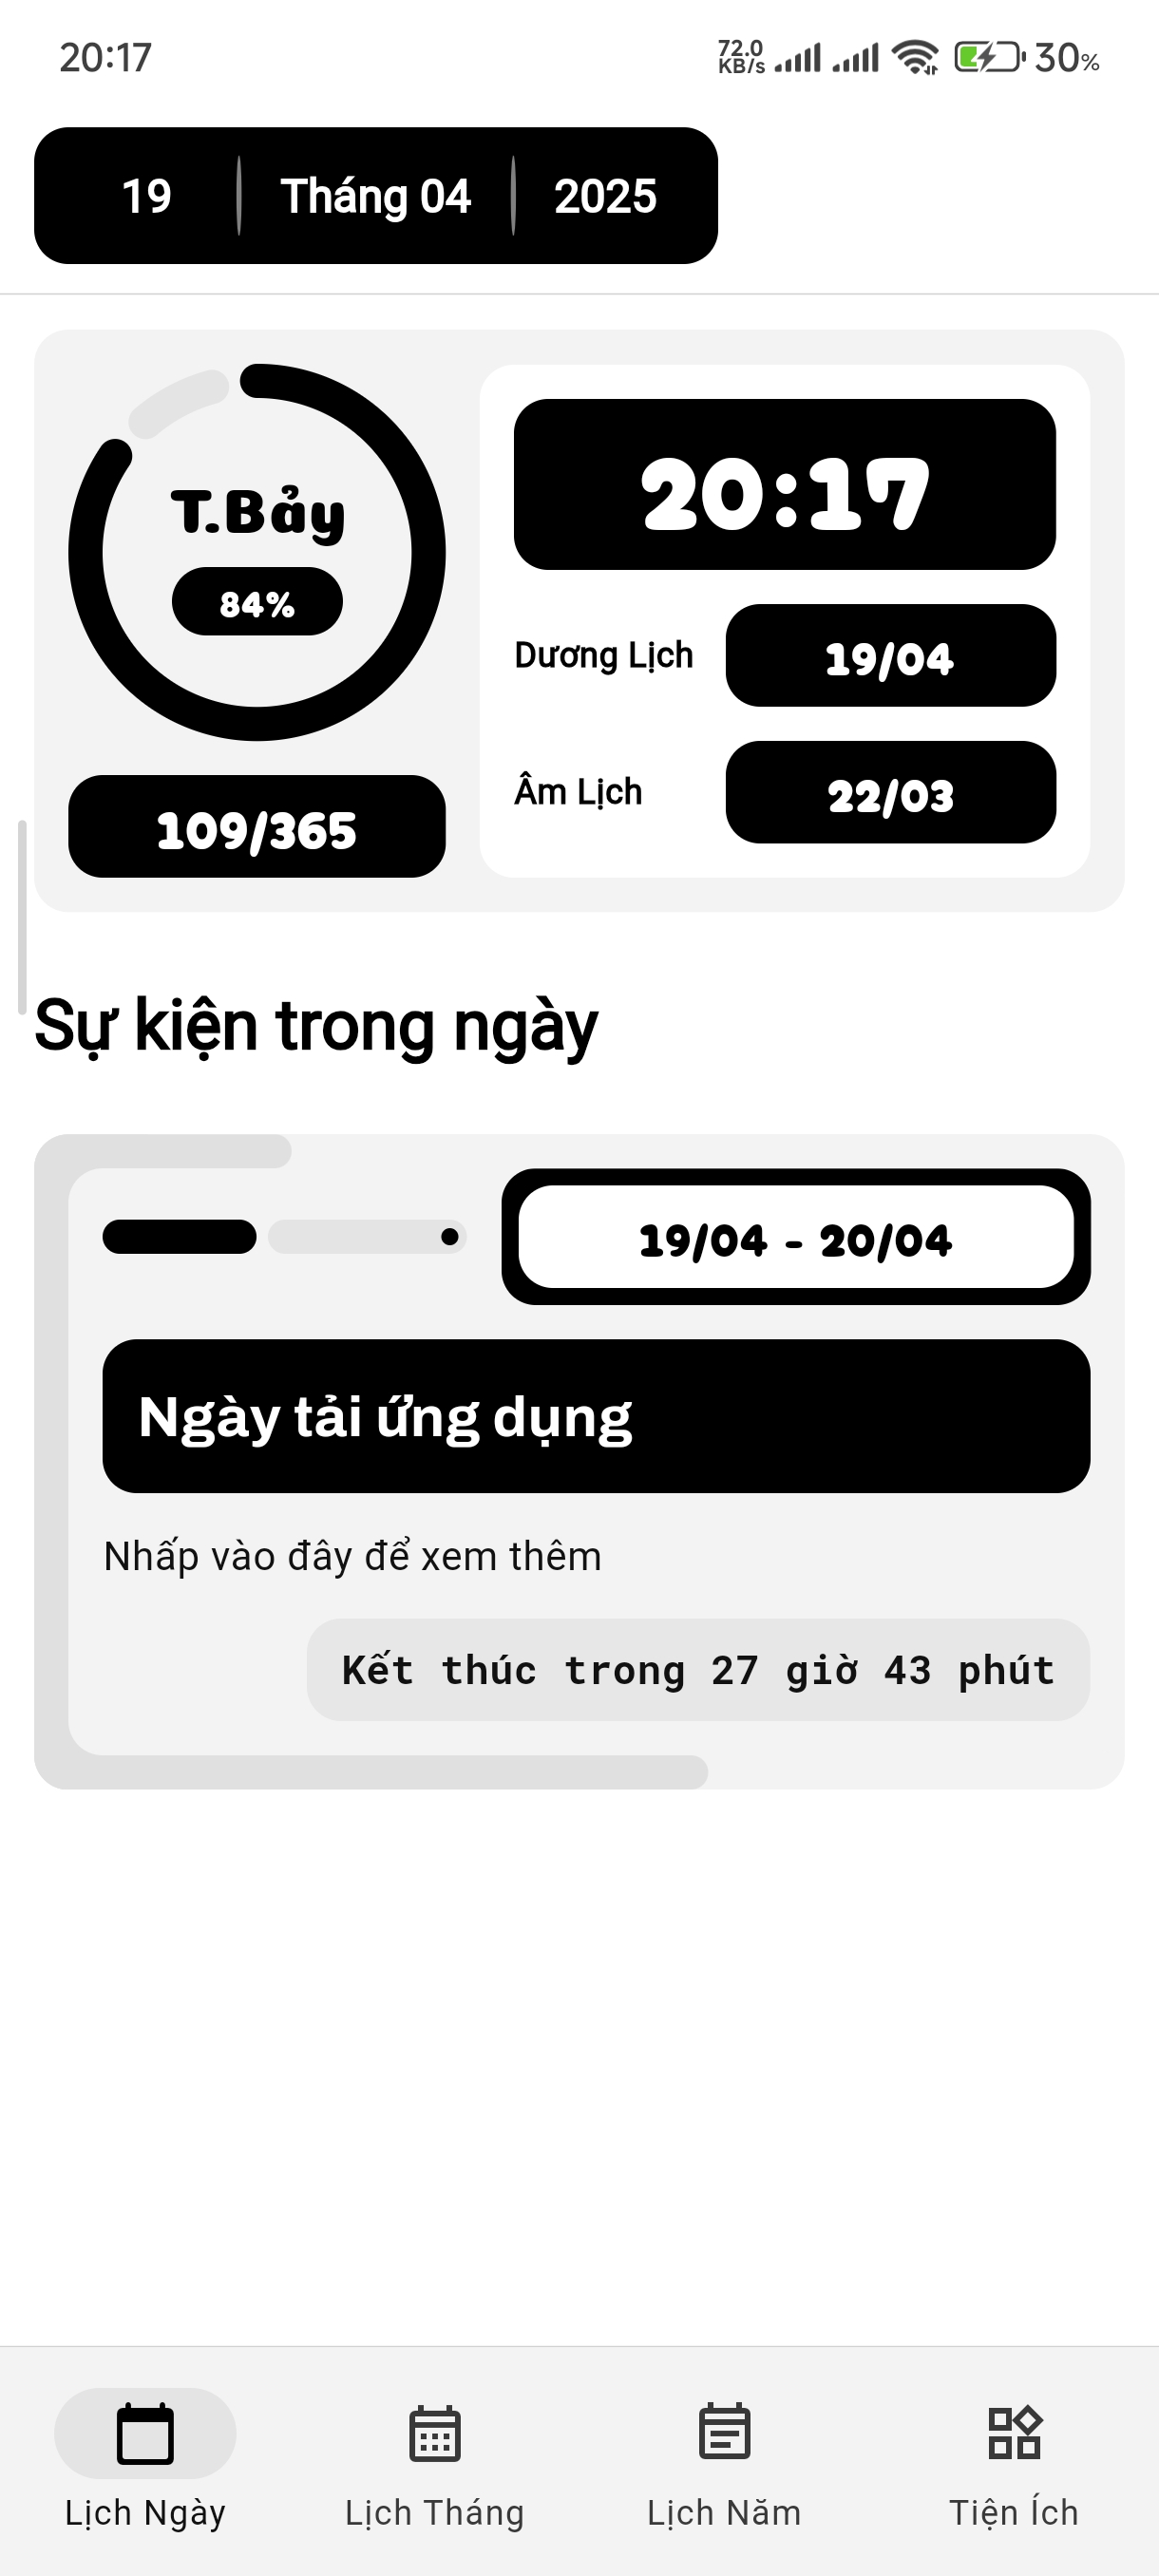 20:17
72.0
KB/s
30%
19
Tháng 04
2025
T.Bảy
84%
109/365
20:17
Dương Lịch
19/04
Âm Lịch
22/03
Sự kiện trong ngày
19/04 - 20/04
Ngày tải ứng dụng
Nhấp vào đây để xem thêm
Kết thúc trong 27 giờ 43 phút
Lịch Ngày
Lịch Tháng
Lịch Năm
Tiện Ích